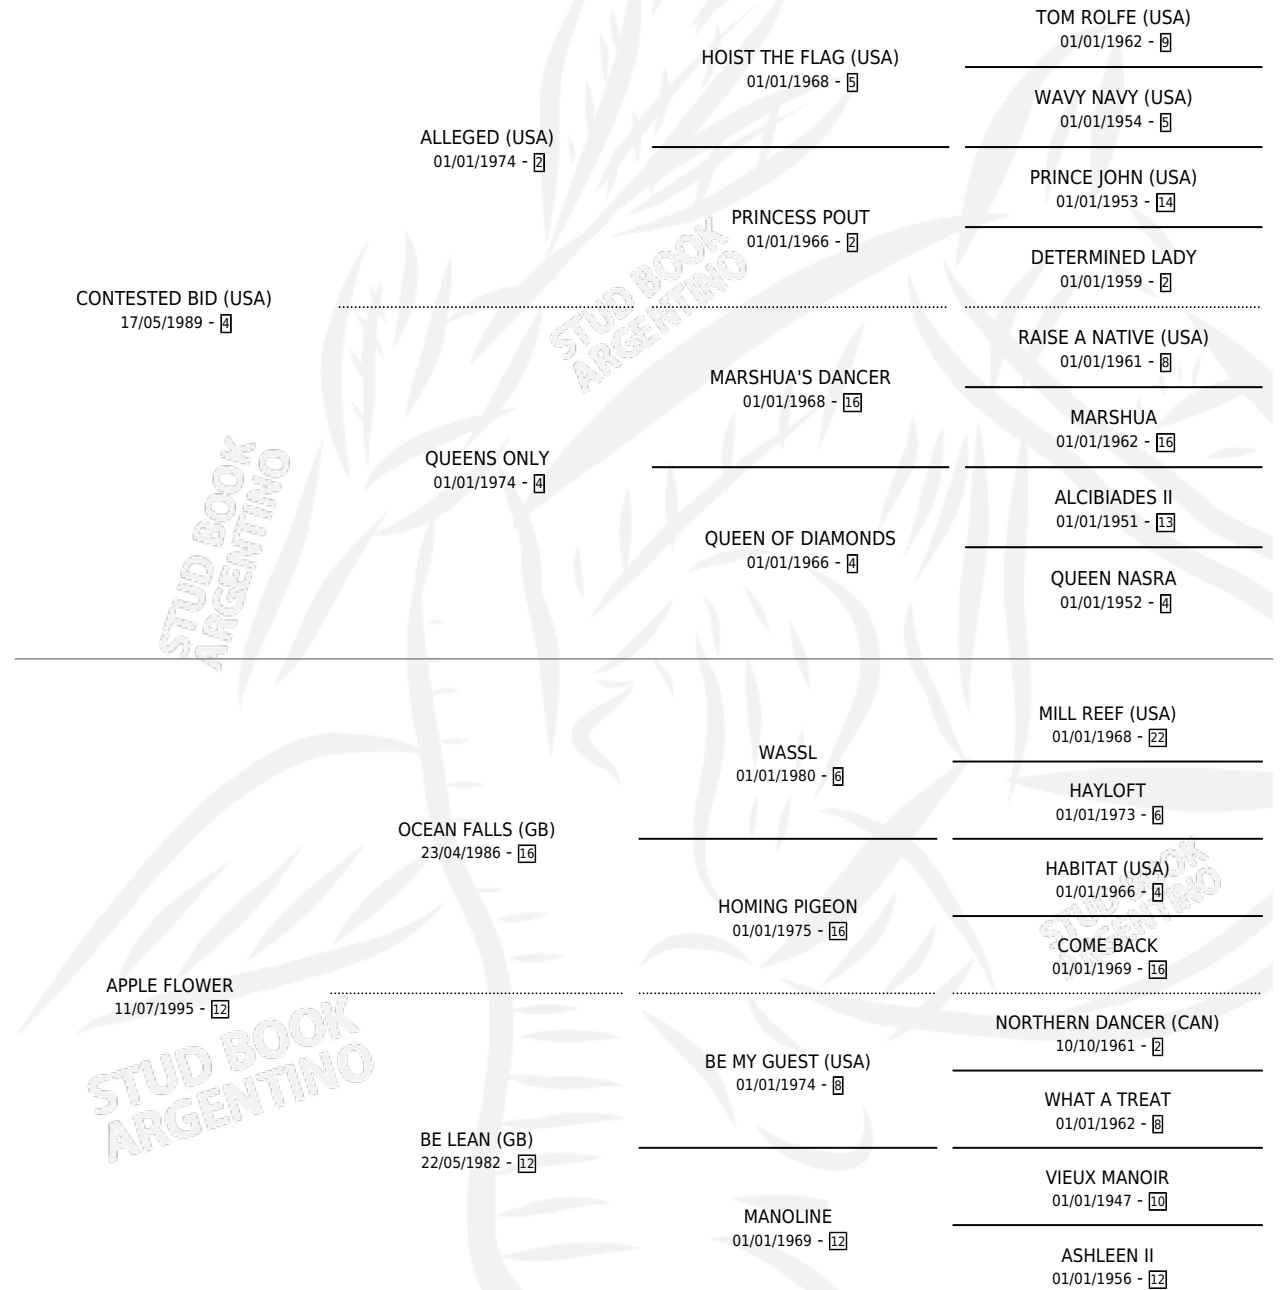 TOM ROLFE (USA)
01/01/1962 - 9
HOIST THE FLAG (USA)
01/01/1968 - 5
WAVY NAVY (USA)
01/01/1954 - 5
ALLEGED (USA)
01/01/1974 - 2
PRINCE JOHN (USA)
01/01/1953 - 14
PRINCESS POUT
01/01/1966 - 2
DETERMINED LADY
01/01/1959 - 2
CONTESTED BID (USA)
17/05/1989 - 4
STUD BOOK
ARGENTINO
RAISE A NATIVE (USA)
01/01/1961 - 8
MARSHUA'S DANCER
01/01/1968 - 16
MARSHUA
01/01/1962 - 16
QUEENS ONLY
01/01/1974 - 4
ALCIBIADES II
01/01/1951 - 13
QUEEN OF DIAMONDS
01/01/1966 - 4
QUEEN NASRA
01/01/1952 - 4
STUD BOOK
ARGENTINO
MILL REEF (USA)
01/01/1968 - 22
WASSL
01/01/1980 - 6
HAYLOFT
01/01/1973 - 6
OCEAN FALLS (GB)
23/04/1986 - 16
HABITAT (USA)
01/01/1966 - 4
HOMING PIGEON
01/01/1975 - 16
STUD BOOK
ARGENTINO
COME BACK
01/01/1969 - 16
APPLE FLOWER
11/07/1995 - 12
STUD BOOK
ARGENTINO
NORTHERN DANCER (CAN)
10/10/1961 - 2
BE MY GUEST (USA)
01/01/1974 - 8
WHAT A TREAT
01/01/1962 - 8
BE LEAN (GB)
22/05/1982 - 12
VIEUX MANOIR
01/01/1947 - 10
MANOLINE
01/01/1969 - 12
ASHLEEN II
01/01/1956 - 12